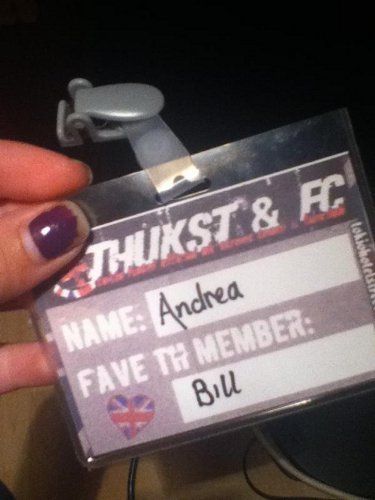 THUKST & FC
NAME: Andrea
FAVE TH MEMBER:
Bill